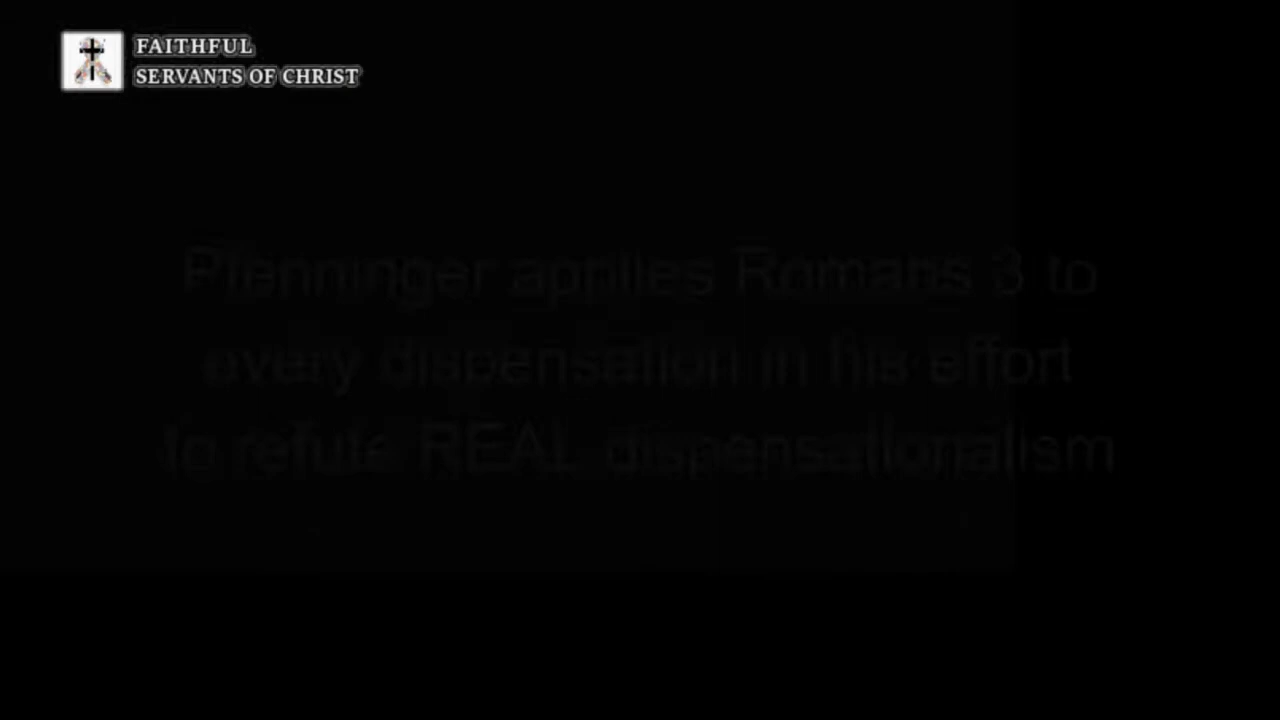 FAITHFUL
SERVANTS OF CHRIST
Pfenninger applies Romans 3 to
every dispensation in his effort
to refute REAL dispensationalism